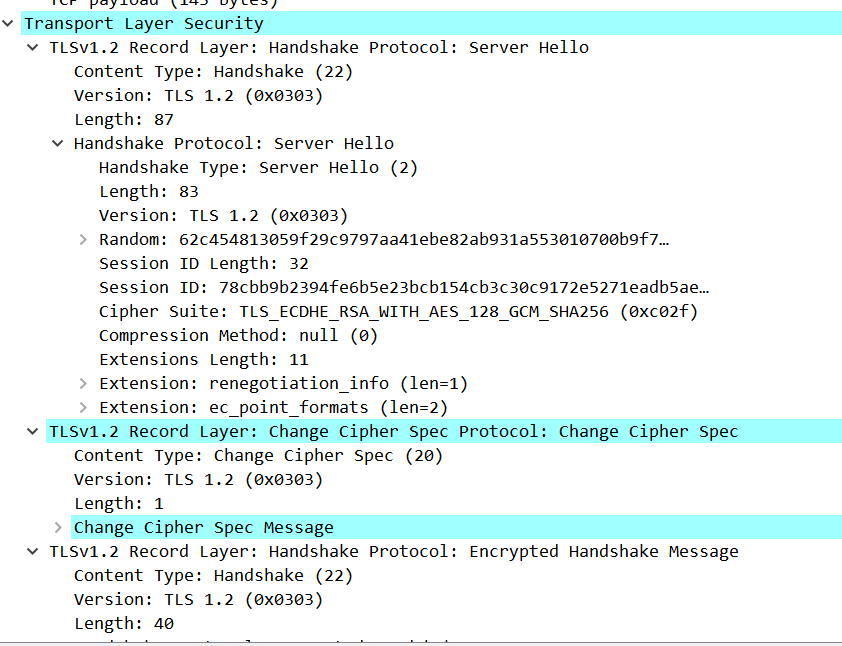 TCP payload (145 bytes)
Transport Layer Security
TLSv1.2 Record Layer: Handshake Protocol: Server Hello
Content Type: Handshake (22)
Version: TLS 1.2 (0x0303)
Length: 87
Handshake Protocol: Server Hello
Handshake Type: Server Hello (2)
Length: 83
Version: TLS 1.2 (0x0303)
Random: 62c454813059f29c9797aa41ebe82ab931a553010700b9f7…
Session ID Length: 32
Session ID: 78cbb9b2394fe6b5e23bcb154cb3c30c9172e5271eadb5ae…
Cipher Suite: TLS_ECDHE_RSA_WITH_AES_128_GCM_SHA256 (0xc02f)
Compression Method: null (0)
Extensions Length: 11
Extension: renegotiation_info (len=1)
Extension: ec_point_formats (len=2)
TLSv1.2 Record Layer: Change Cipher Spec Protocol: Change Cipher Spec
Content Type: Change Cipher Spec (20)
Version: TLS 1.2 (0x0303)
Length: 1
Change Cipher Spec Message
TLSv1.2 Record Layer: Handshake Protocol: Encrypted Handshake Message
Content Type: Handshake (22)
Version: TLS 1.2 (0x0303)
Length: 40